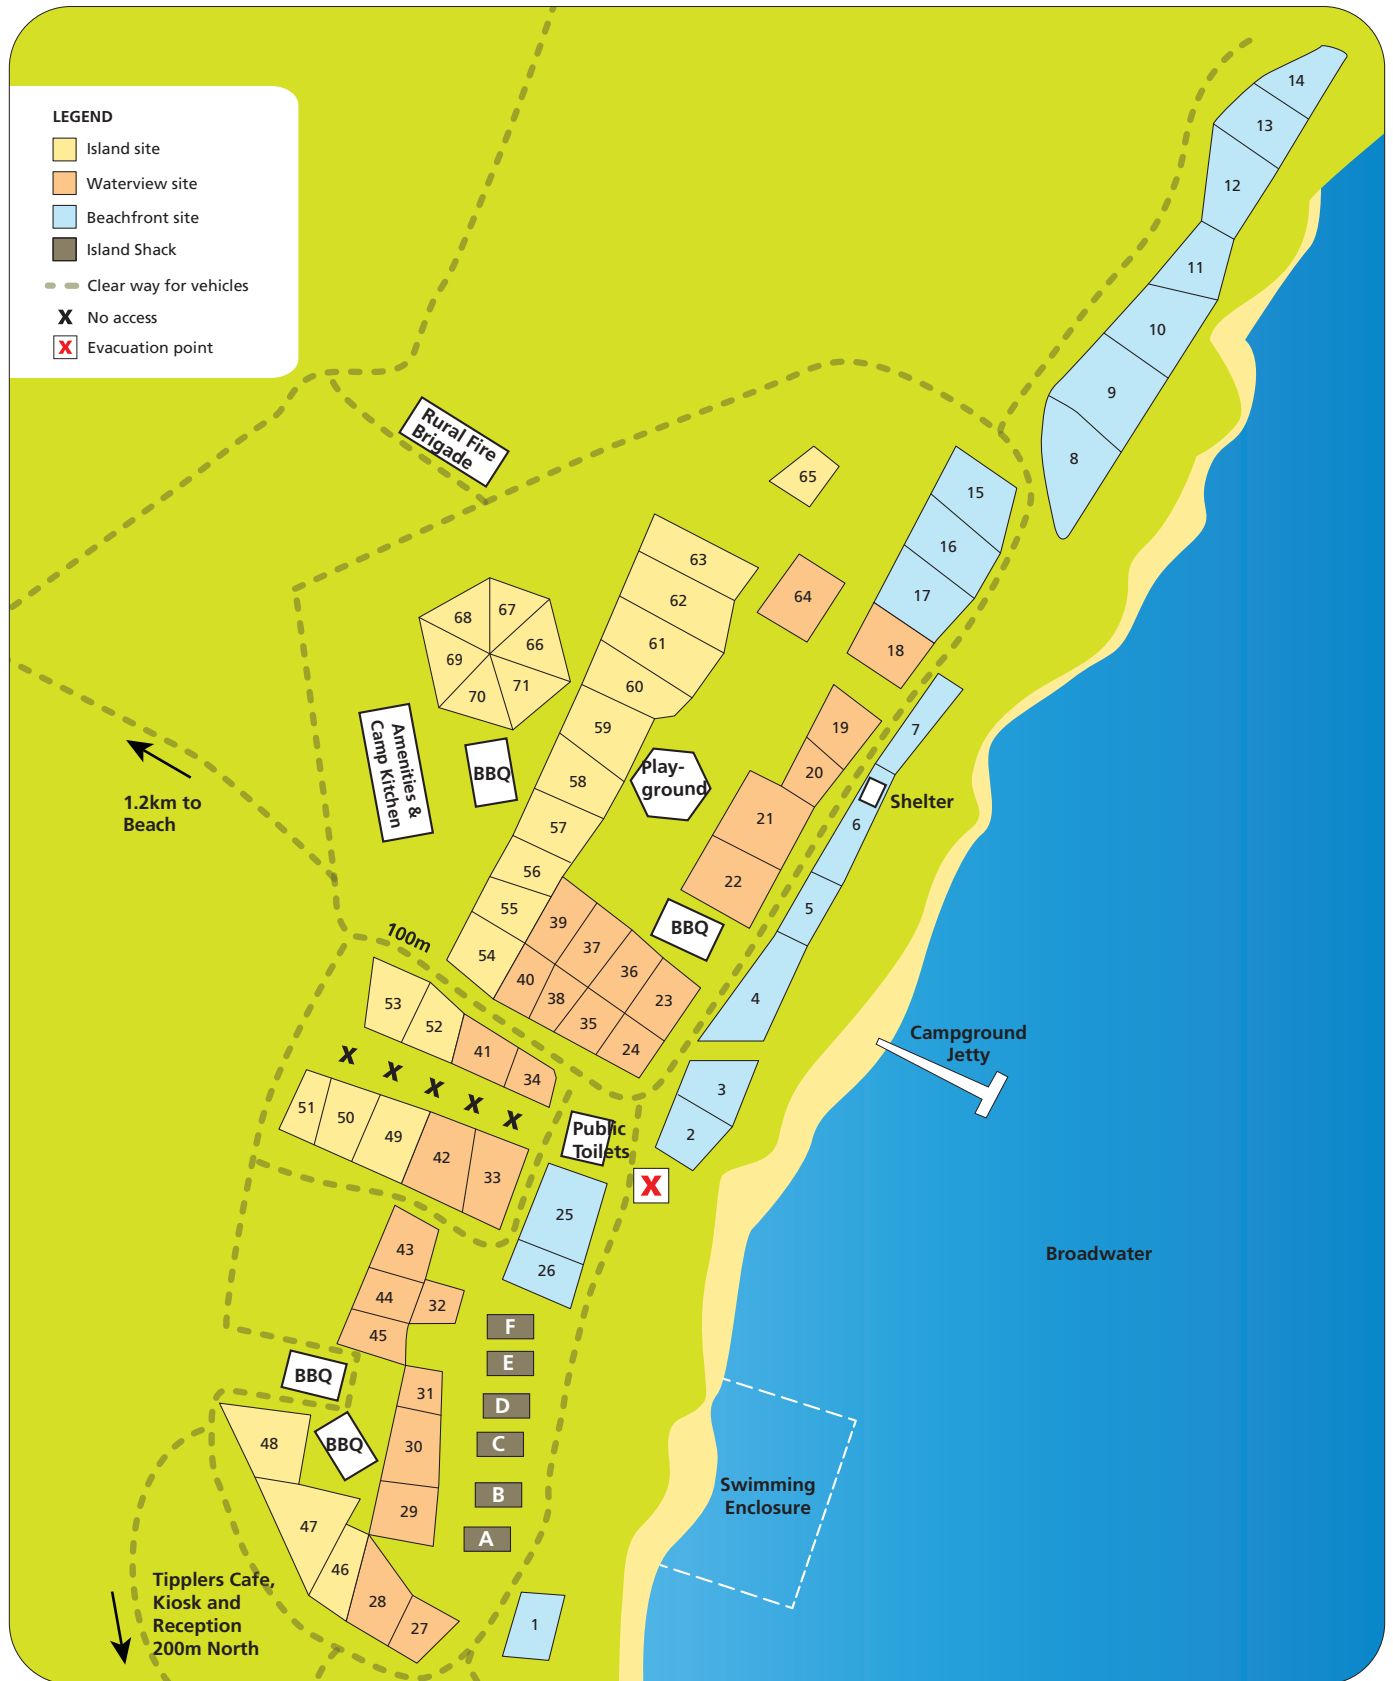 LEGEND
Island site
Waterview site
Beachfront site
Island Shack
Clear way for vehicles
X No access
X Evacuation point
14
13
12
11
10
9
8
Rural Fire
Brigade
65
15
16
17
18
64
63
62
61
60
59
58
57
56
55
54
68
67
66
69
70
71
Amenities &
Camp Kitchen
BBQ
Play-
ground
19
20
21
22
7
Shelter
6
5
4
1.2km to
Beach
BBQ
100m
39
37
36
23
40
38
35
24
53
52
41
34
X X X X X
51
50
49
42
33
Campground
Jetty
3
2
Public
Toilets
X
25
26
Broadwater
43
44
32
45
F
E
D
C
B
A
BBQ
BBQ
31
30
29
48
47
46
28
27
1
Swimming
Enclosure
Tipplers Cafe,
Kiosk and
Reception
200m North